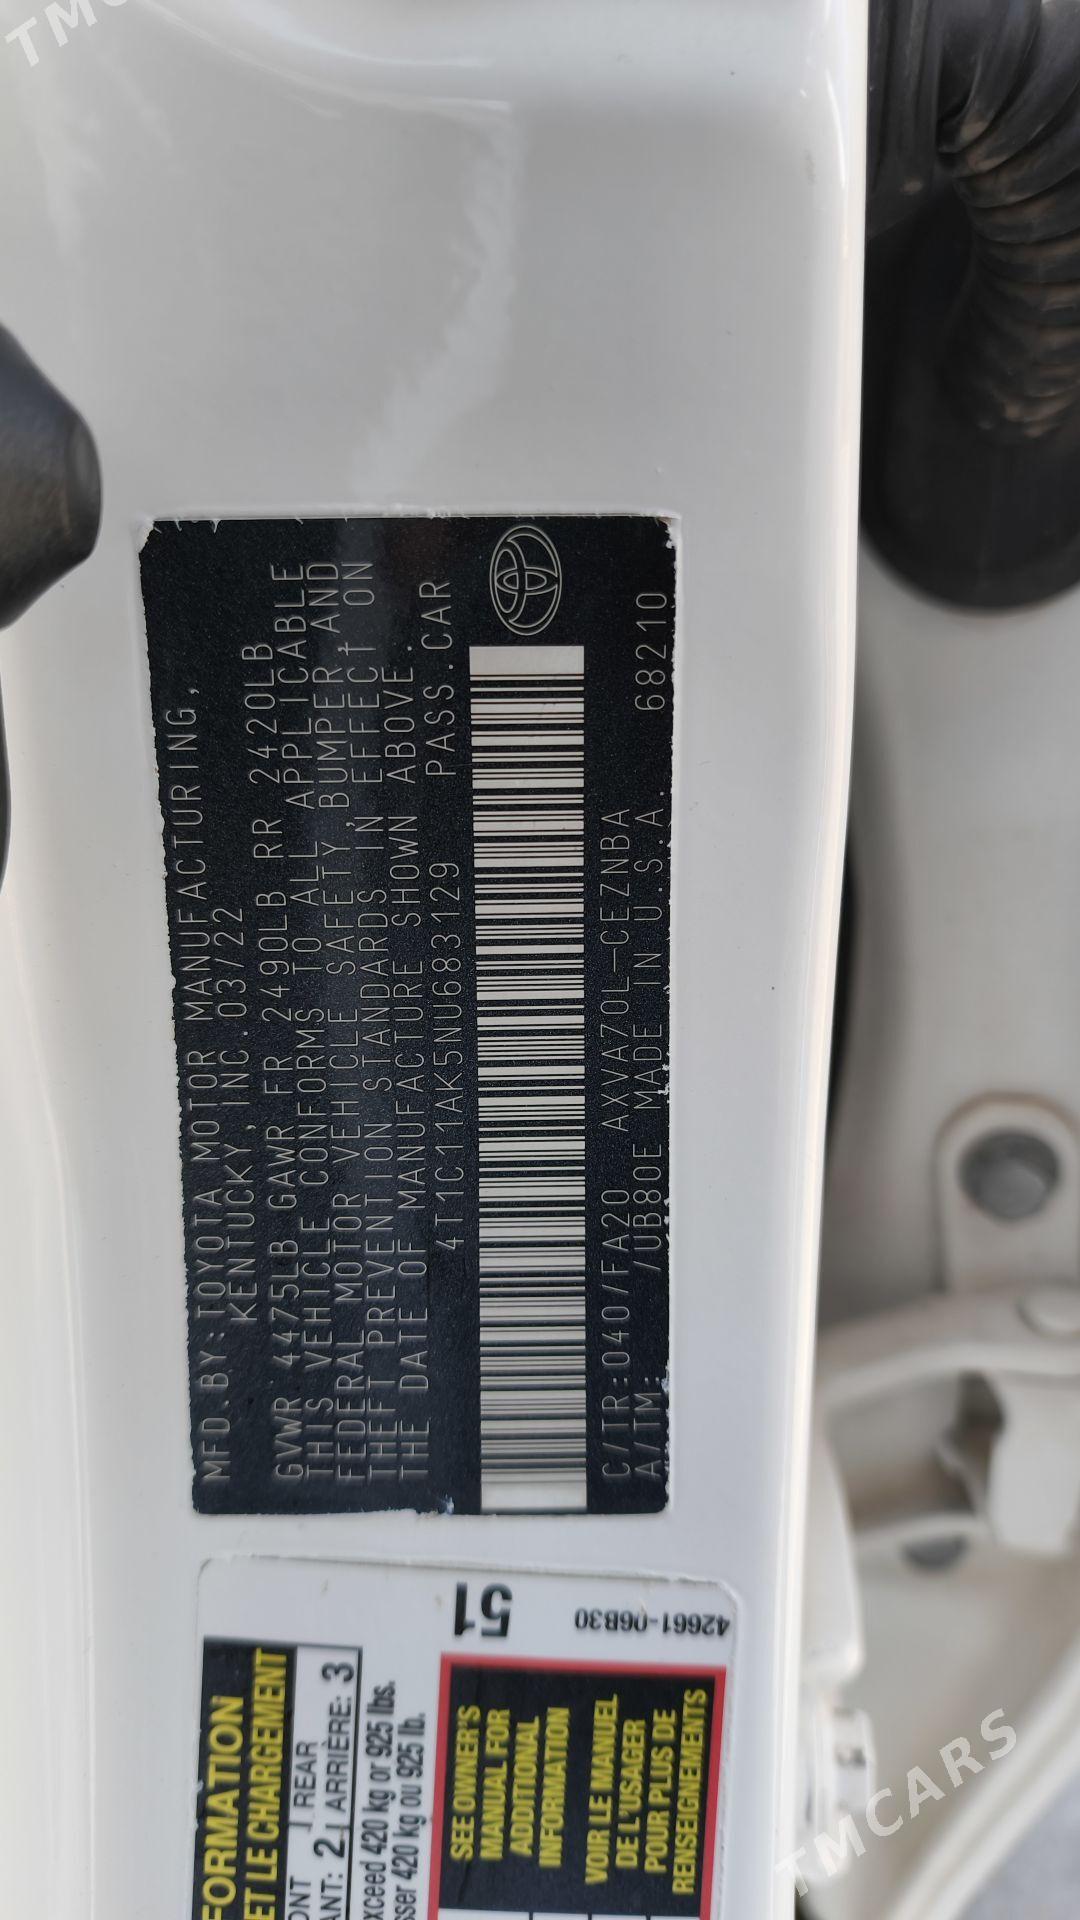 MFD.BY:TOYOTA MOTOR MANUFACTURING,
KENTUCKY, INC.03/22
GVWR 4475LB GAWR FR 2490LB RR 2420LB
THIS VEHICLE CONFORMS TO ALL APPLICABLE
FEDERAL MOTOR VEHICLE SAFETY, BUMPER, AND
THEFT PREVENTION STANDARDS IN EFFECT ON
THE DATE OF MANUFACTURE SHOWN ABOVE.
4T1C11AK5NU683129 PASS.CAR
C/TR:040/FA20 AXVA70L-CEZNBA
A/TM: /UB80E MADE IN U.S.A. 68210
51
42661-06B30
FORMATION
ET LE CHARGEMENT
ONT 2 REAR 3
ANT: ARRIÈRE:
xceed 420 kg or 925 lbs.
sser 420 kg ou 925 lb.
SEE OWNER'S
MANUAL FOR
ADDITIONAL
INFORMATION
VOIR LE MANUEL
DE L'USAGER
POUR PLUS DE
RENSEIGNEMENTS
TMCARS